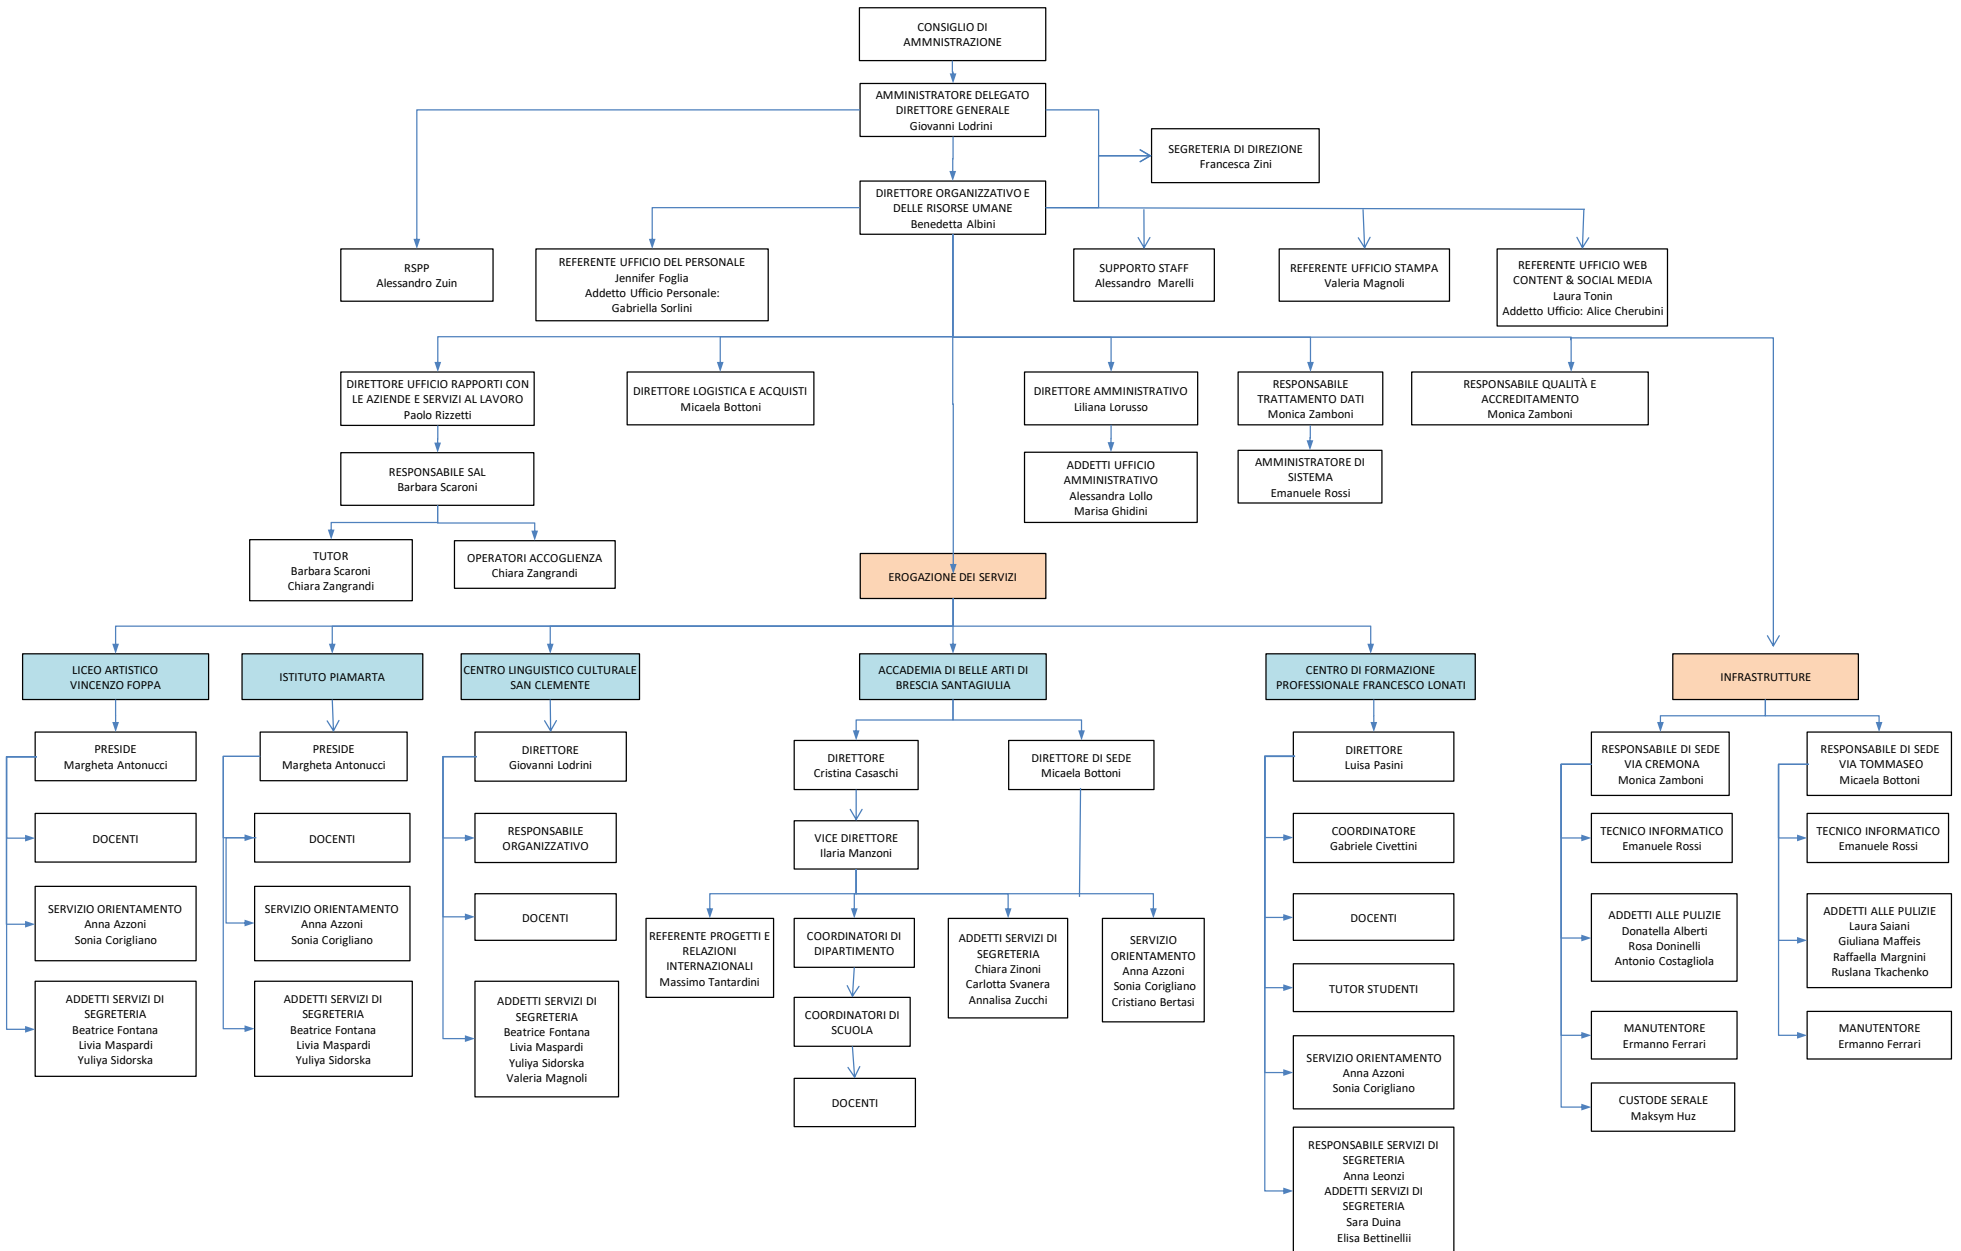 CONSIGLIO DI
AMMNISTRAZIONE
AMMINISTRATORE DELEGATO
DIRETTORE GENERALE
Giovanni Lodrini
SEGRETERIA DI DIREZIONE
Francesca Zini
DIRETTORE ORGANIZZATIVO E
DELLE RISORSE UMANE
Benedetta Albini
RSPP
Alessandro Zuin
REFERENTE UFFICIO DEL PERSONALE
Jennifer Foglia
Addetto Ufficio Personale:
Gabriella Sorlini
SUPPORTO STAFF
Alessandro Marelli
REFERENTE UFFICIO STAMPA
Valeria Magnoli
REFERENTE UFFICIO WEB
CONTENT & SOCIAL MEDIA
Laura Tonin
Addetto Ufficio: Alice Cherubini
DIRETTORE UFFICIO RAPPORTI CON
LE AZIENDE E SERVIZI AL LAVORO
Paolo Rizzetti
DIRETTORE LOGISTICA E ACQUISTI
Micaela Bottoni
DIRETTORE AMMINISTRATIVO
Liliana Lorusso
RESPONSABILE
TRATTAMENTO DATI
Monica Zamboni
RESPONSABILE QUALITÀ E
ACCREDITAMENTO
Monica Zamboni
RESPONSABILE SAL
Barbara Scaroni
ADDETTI UFFICIO
AMMINISTRATIVO
Alessandra Lollo
Marisa Ghidini
AMMINISTRATORE DI
SISTEMA
Emanuele Rossi
TUTOR
Barbara Scaroni
Chiara Zangrandi
OPERATORI ACCOGLIENZA
Chiara Zangrandi
EROGAZIONE DEI SERVIZI
LICEO ARTISTICO
VINCENZO FOPPA
ISTITUTO PIAMARTA
CENTRO LINGUISTICO CULTURALE
SAN CLEMENTE
ACCADEMIA DI BELLE ARTI DI
BRESCIA SANTAGIULIA
CENTRO DI FORMAZIONE
PROFESSIONALE FRANCESCO LONATI
INFRASTRUTTURE
PRESIDE
Margheta Antonucci
DOCENTI
SERVIZIO ORIENTAMENTO
Anna Azzoni
Sonia Corigliano
ADDETTI SERVIZI DI
SEGRETERIA
Beatrice Fontana
Livia Maspardi
Yuliya Sidorska
PRESIDE
Margheta Antonucci
DOCENTI
SERVIZIO ORIENTAMENTO
Anna Azzoni
Sonia Corigliano
ADDETTI SERVIZI DI
SEGRETERIA
Beatrice Fontana
Livia Maspardi
Yuliya Sidorska
DIRETTORE
Giovanni Lodrini
RESPONSABILE
ORGANIZZATIVO
DOCENTI
ADDETTI SERVIZI DI
SEGRETERIA
Beatrice Fontana
Livia Maspardi
Yuliya Sidorska
Valeria Magnoli
DIRETTORE
Cristina Casaschi
DIRETTORE DI SEDE
Micaela Bottoni
VICE DIRETTORE
Ilaria Manzoni
REFERENTE PROGETTI E
RELAZIONI
INTERNAZIONALI
Massimo Tantardini
COORDINATORI DI
DIPARTIMENTO
COORDINATORI DI
SCUOLA
DOCENTI
ADDETTI SERVIZI DI
SEGRETERIA
Chiara Zinoni
Carlotta Svanera
Annalisa Zucchi
SERVIZIO
ORIENTAMENTO
Anna Azzoni
Sonia Corigliano
Cristiano Bertasi
DIRETTORE
Luisa Pasini
COORDINATORE
Gabriele Civettini
DOCENTI
TUTOR STUDENTI
SERVIZIO ORIENTAMENTO
Anna Azzoni
Sonia Corigliano
RESPONSABILE SERVIZI DI
SEGRETERIA
Anna Leonzi
ADDETTI SERVIZI DI
SEGRETERIA
Sara Duina
Elisa Bettinellii
RESPONSABILE DI SEDE
VIA CREMONA
Monica Zamboni
TECNICO INFORMATICO
Emanuele Rossi
ADDETTI ALLE PULIZIE
Donatella Alberti
Rosa Doninelli
Antonio Costagliola
MANUTENTORE
Ermanno Ferrari
CUSTODE SERALE
Maksym Huz
RESPONSABILE DI SEDE
VIA TOMMASEO
Micaela Bottoni
TECNICO INFORMATICO
Emanuele Rossi
ADDETTI ALLE PULIZIE
Laura Saiani
Giuliana Maffeis
Raffaella Margnini
Ruslana Tkachenko
MANUTENTORE
Ermanno Ferrari